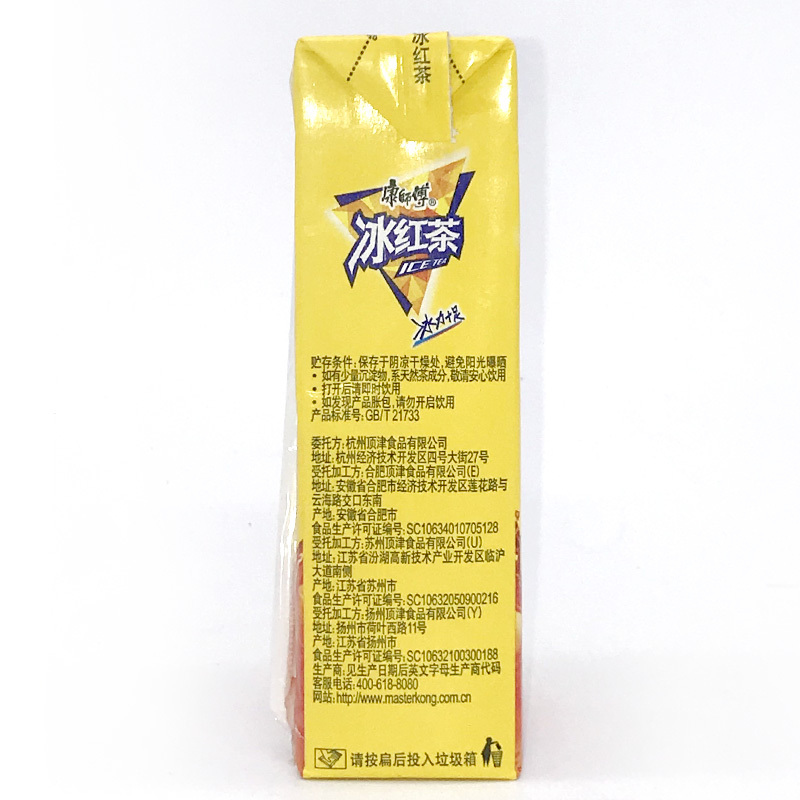 冰红茶
康师傅®
冰红茶
ICE TEA
冰力十足
贮存条件:保存于阴凉干燥处,避免阳光曝晒
• 如有少量沉淀物,系天然茶成分,敬请安心饮用
• 打开后请即时饮用
• 如发现产品胀包,请勿开启饮用
产品标准号:GB/T 21733
委托方:杭州顶津食品有限公司
地址:杭州经济技术开发区四号大街27号
受托加工方:合肥顶津食品有限公司(E)
地址:安徽省合肥市经济技术开发区莲花路与
云海路交口东南
产地:安徽省合肥市
食品生产许可证编号:SC10634010705128
受托加工方:苏州顶津食品有限公司(U)
地址:江苏省汾湖高新技术产业开发区临沪
大道南侧
产地:江苏省苏州市
食品生产许可证编号:SC10632050900216
受托加工方:扬州顶津食品有限公司(Y)
地址:扬州市荷叶西路11号
产地:江苏省扬州市
食品生产许可证编号:SC10632100300188
生产商:见生产日期后英文字母生产商代码
客服电话:400-618-8080
网站:http://www.masterkong.com.cn
请按扁后投入垃圾箱